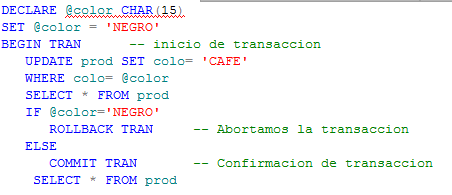 DECLARE @color CHAR(15)
SET @color = 'NEGRO'
BEGIN TRAN      -- inicio de transaccion
   UPDATE prod SET colo= 'CAFE'
   WHERE colo= @color
   SELECT * FROM prod
   IF @color='NEGRO'
      ROLLBACK TRAN     -- Abortamos la transaccion
   ELSE
      COMMIT TRAN       -- Confirmacion de transaccion
    SELECT * FROM prod